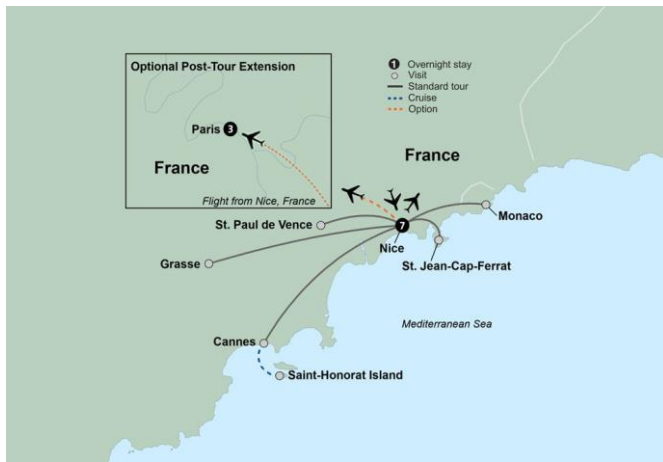 Optional Post-Tour Extension
Paris 3
France
Flight from Nice, France
1 Overnight stay
Visit
Standard tour
Cruise
Option
France
St. Paul de Vence
7
Nice
Monaco
St. Jean-Cap-Ferrat
Grasse
Mediterranean Sea
Cannes
Saint-Honorat Island